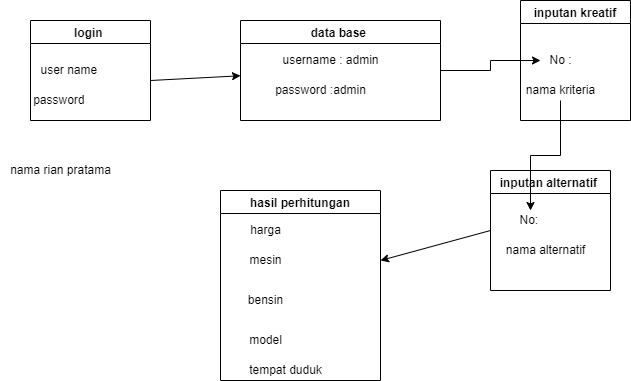 login
user name
password
data base
username : admin
password :admin
inputan kreatif
No :
nama kriteria
nama rian pratama
inputan alternatif
No:
nama alternatif
hasil perhitungan
harga
mesin
bensin
model
tempat duduk